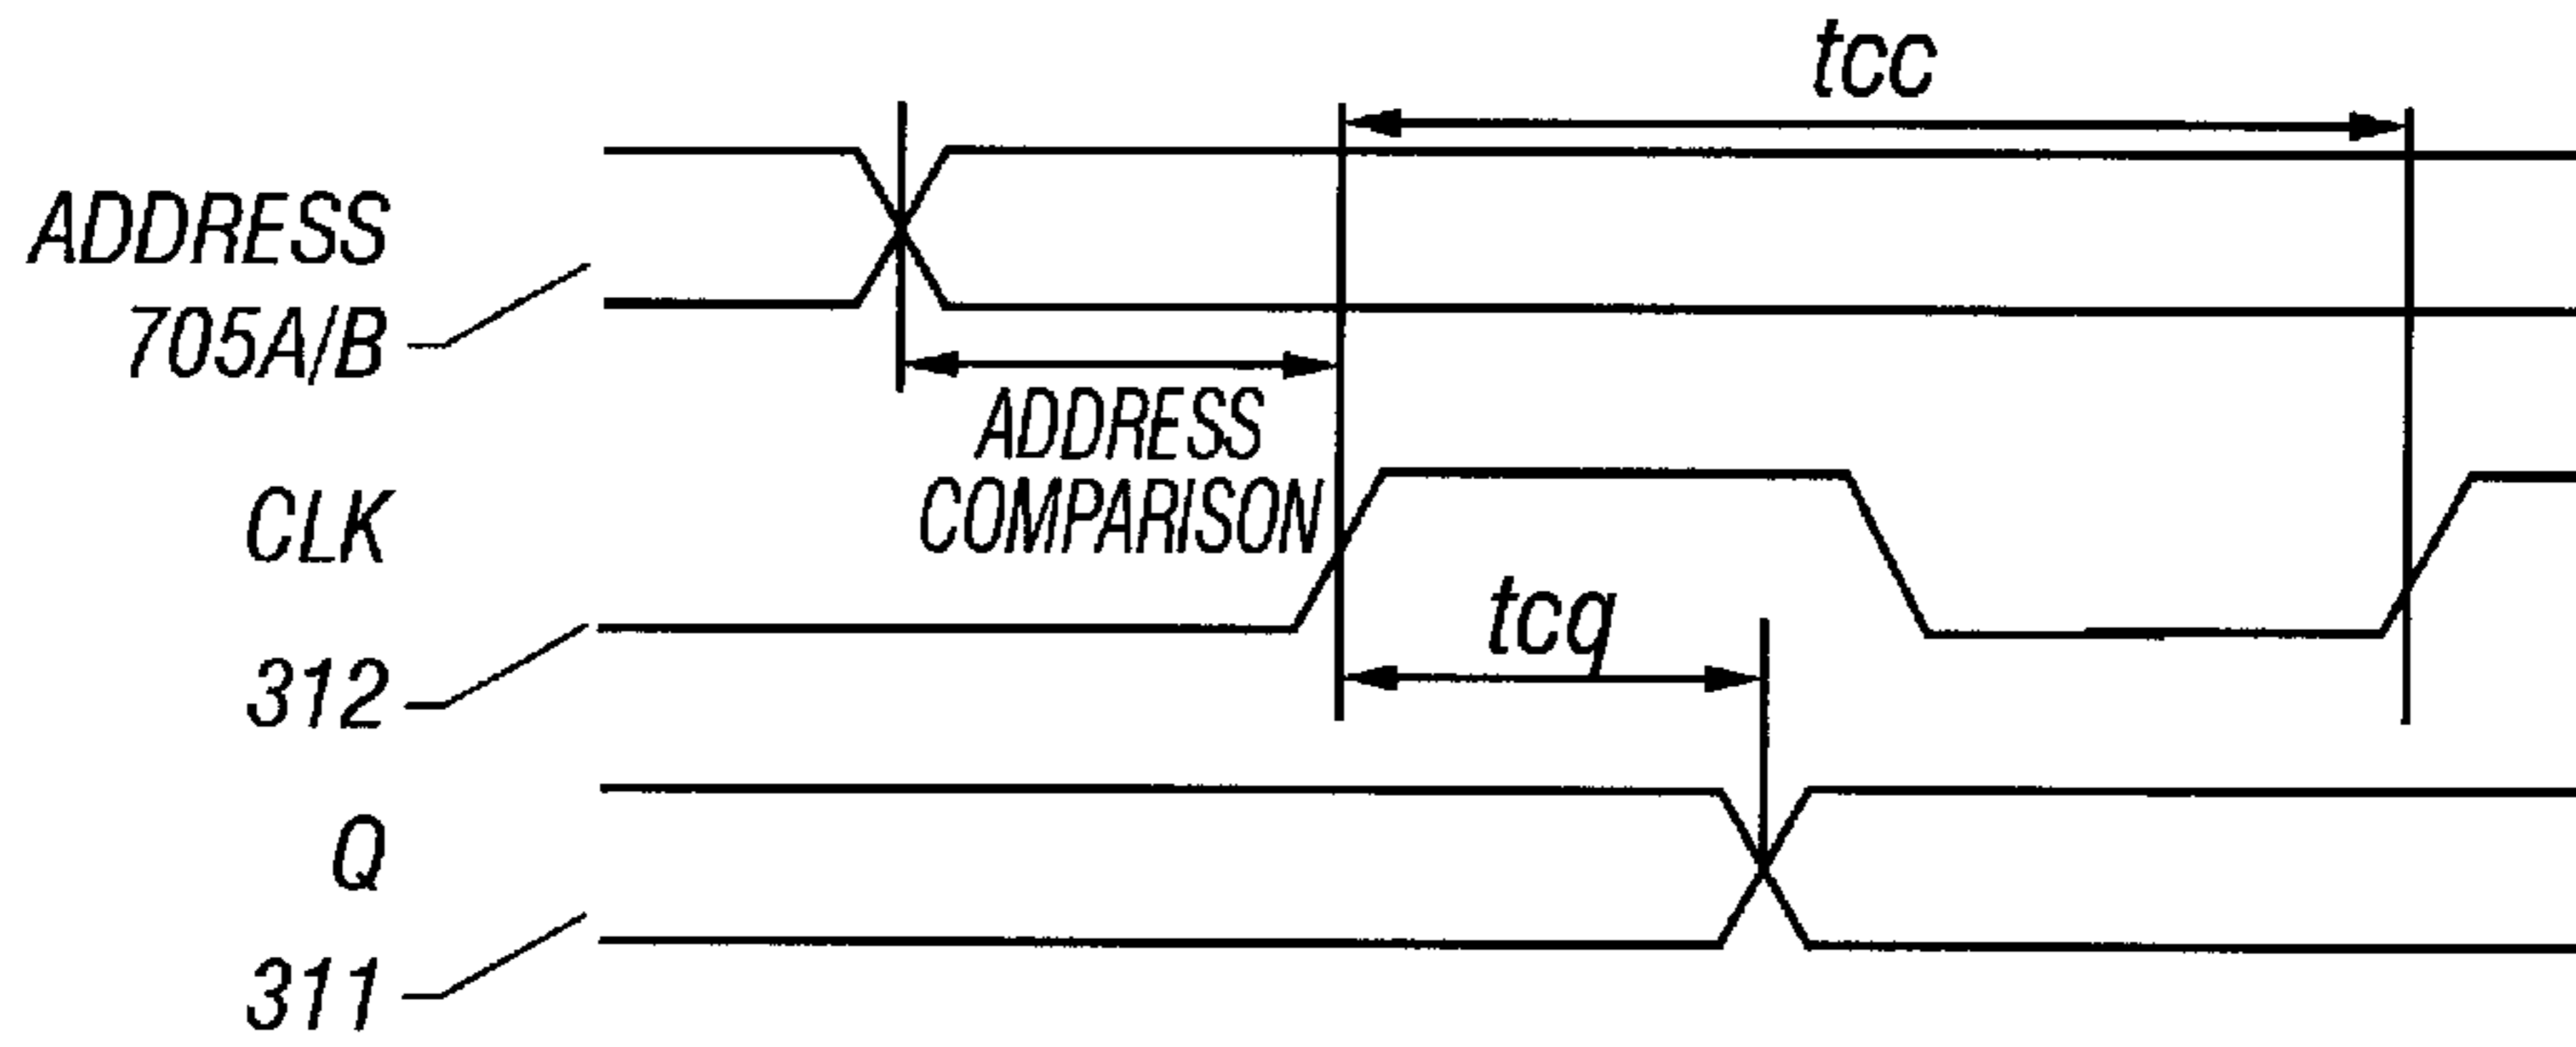 tcc
ADDRESS
705A/B
ADDRESS
COMPARISON
CLK
tcq
312
Q
311